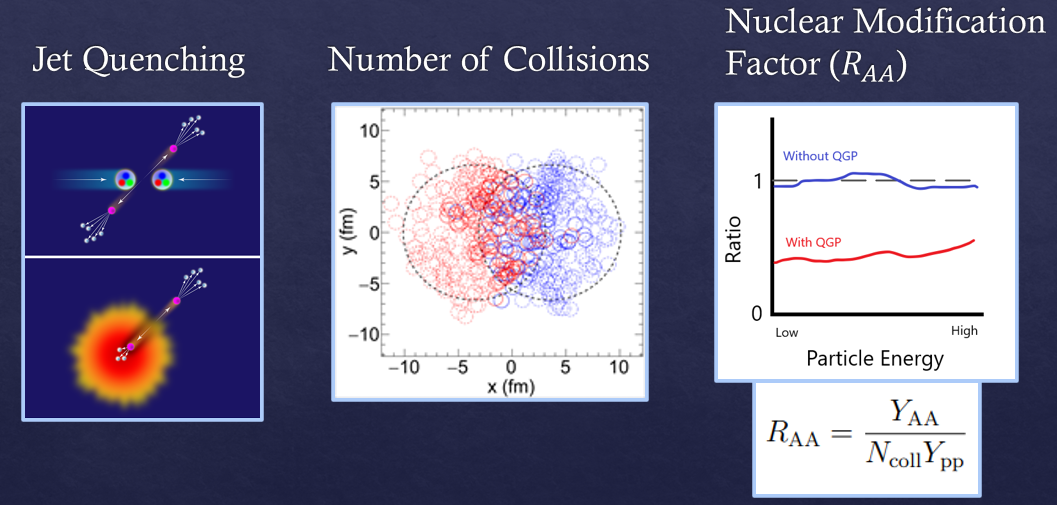 Jet Quenching
Number of Collisions
10
5
0
−5
−10
y (fm)
−10 −5 0 5 10
x (fm)
Nuclear Modification
Factor (R_AA)
Without QGP
1
With QGP
Ratio
0
Low High
Particle Energy
R_AA = Y_AA / N_coll Y_pp